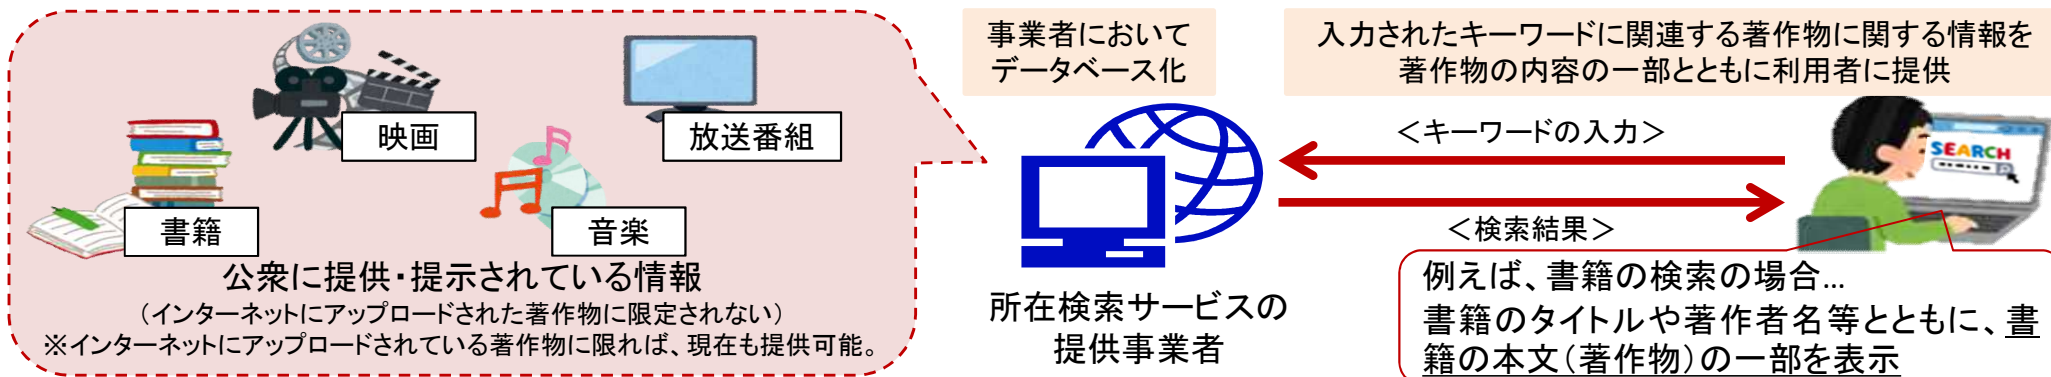 映画
放送番組
書籍
音楽
公衆に提供・提示されている情報
（インターネットにアップロードされた著作物に限定されない）
※インターネットにアップロードされている著作物に限れば、現在も提供可能。
事業者において
データベース化
所在検索サービスの
提供事業者
入力されたキーワードに関連する著作物に関する情報を
著作物の内容の一部とともに利用者に提供
＜キーワードの入力＞
SEARCH
＜検索結果＞
例えば、書籍の検索の場合…
書籍のタイトルや著作者名等とともに、書
籍の本文（著作物）の一部を表示